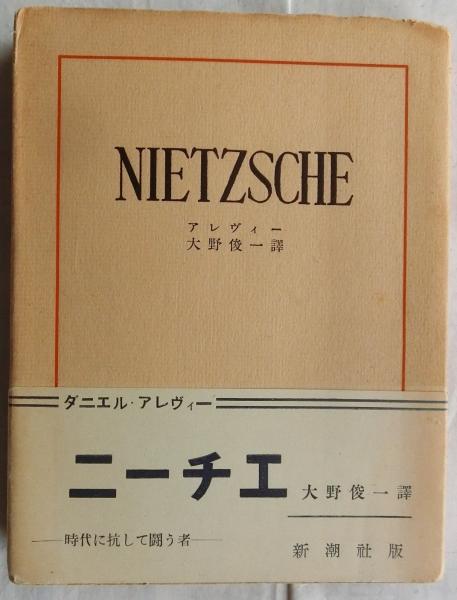 NIETZSCHE
アレヴィー
大野俊一譯
ダニエル・アレヴィー
ニーチエ
大野俊一譯
——時代に抗して闘う者——
新潮社版